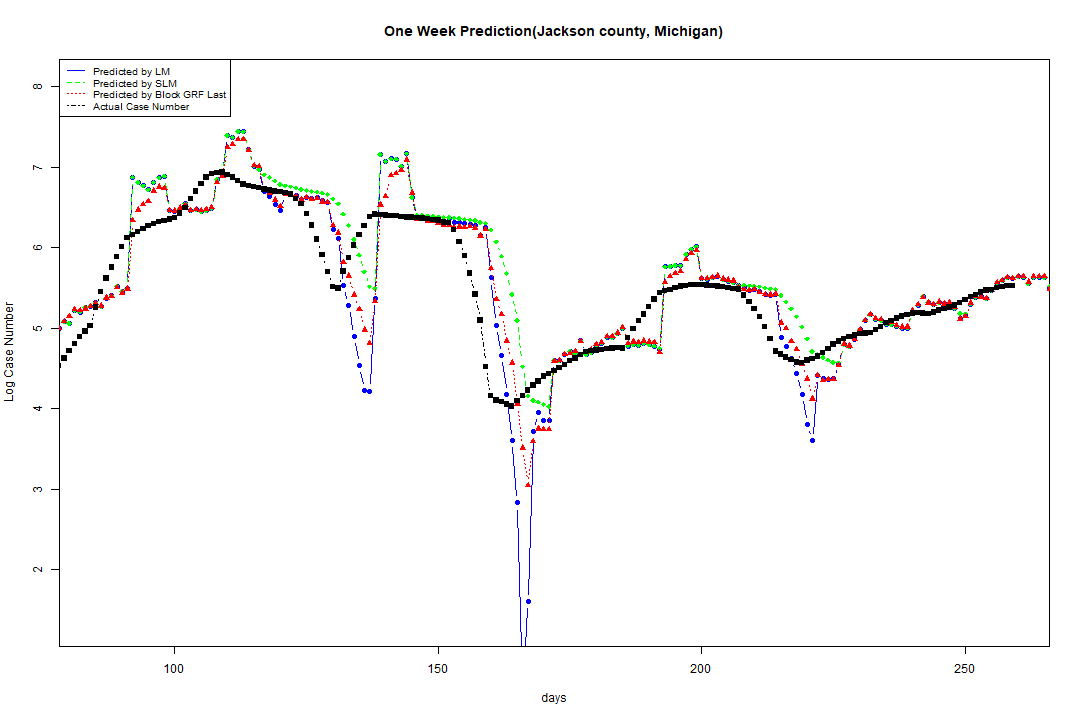 One Week Prediction(Jackson county, Michigan)
Predicted by LM
Predicted by SLM
Predicted by Block GRF Last
Actual Case Number
8
7
6
5
4
3
2
Log Case Number
100 150 200 250
days